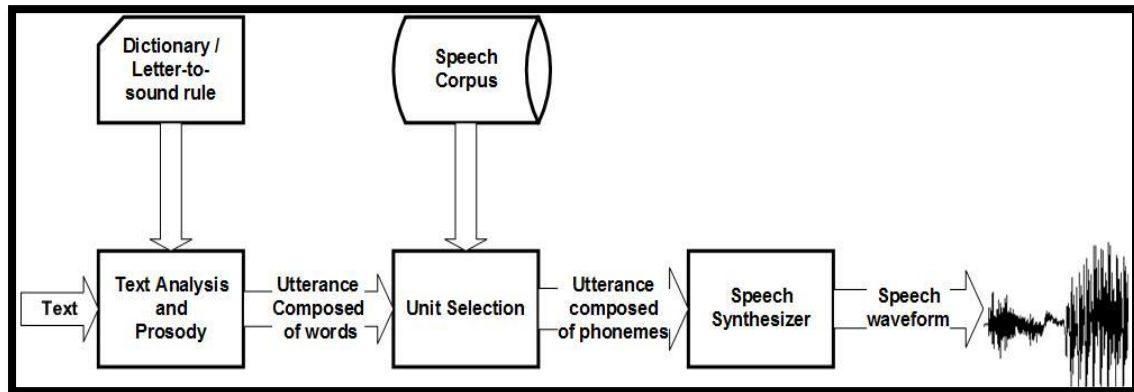 Dictionary /
Letter-to-
sound rule
Speech
Corpus
Text
Text Analysis
and
Prosody
Utterance
Composed
of words
Unit Selection
Utterance
composed
of phonemes
Speech
Synthesizer
Speech
waveform